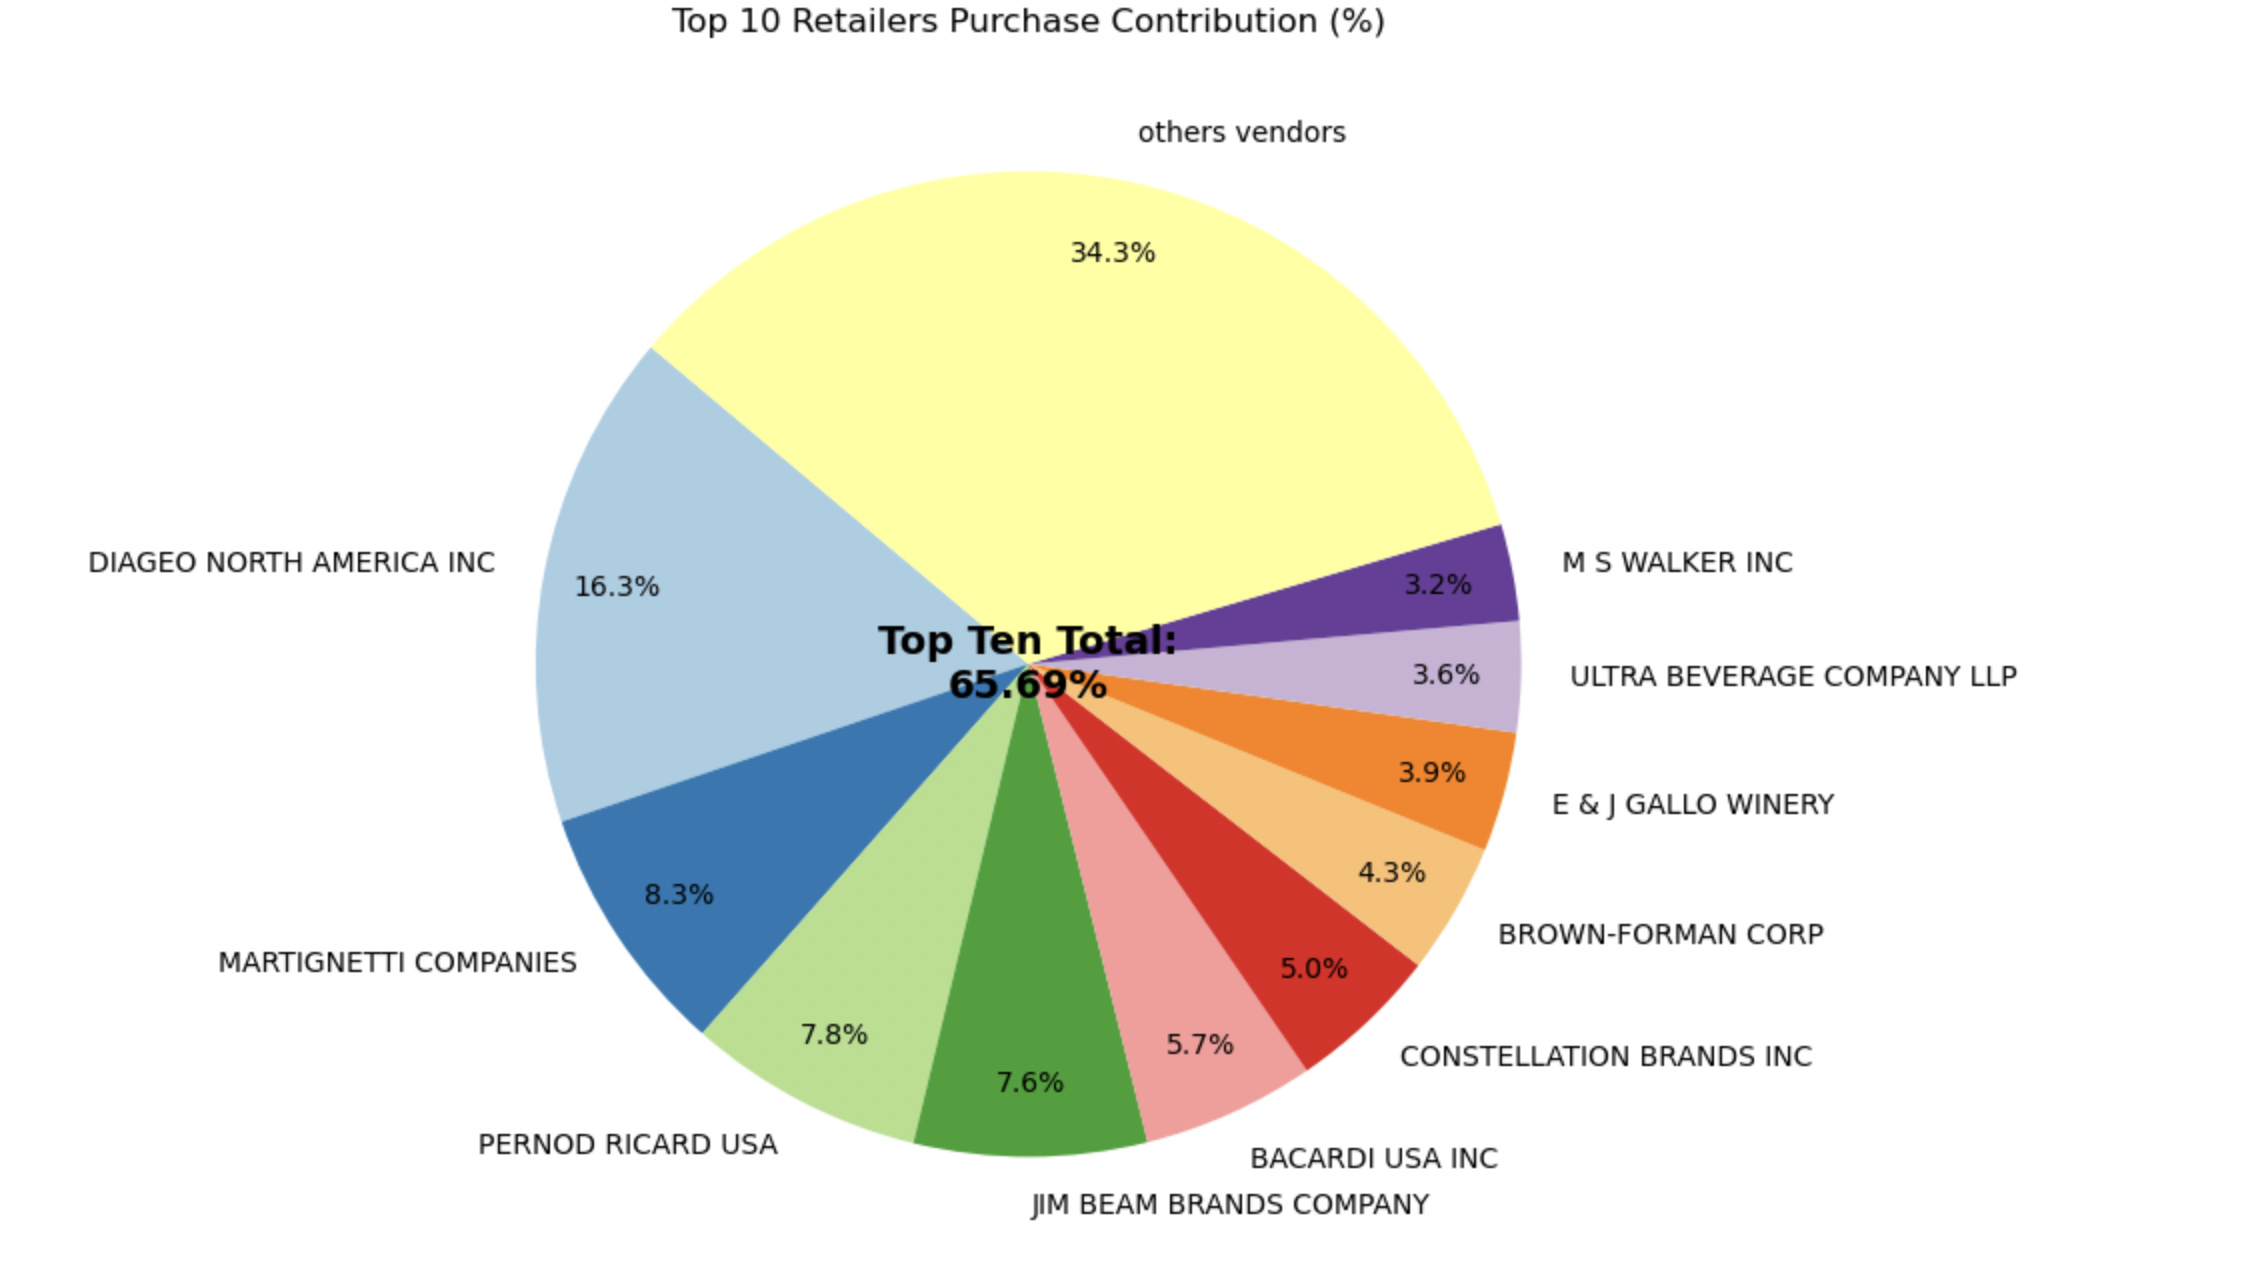 Top 10 Retailers Purchase Contribution (%)
others vendors
34.3%
DIAGEO NORTH AMERICA INC
16.3%
M S WALKER INC
3.2%
Top Ten Total:
65.69%
ULTRA BEVERAGE COMPANY LLP
3.6%
E & J GALLO WINERY
3.9%
BROWN-FORMAN CORP
4.3%
MARTIGNETTI COMPANIES
8.3%
CONSTELLATION BRANDS INC
5.0%
PERNOD RICARD USA
7.8%
BACARDI USA INC
5.7%
JIM BEAM BRANDS COMPANY
7.6%